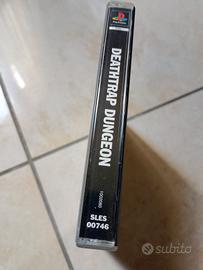 DEATHTRAP DUNGEON
SLES
00746
subito